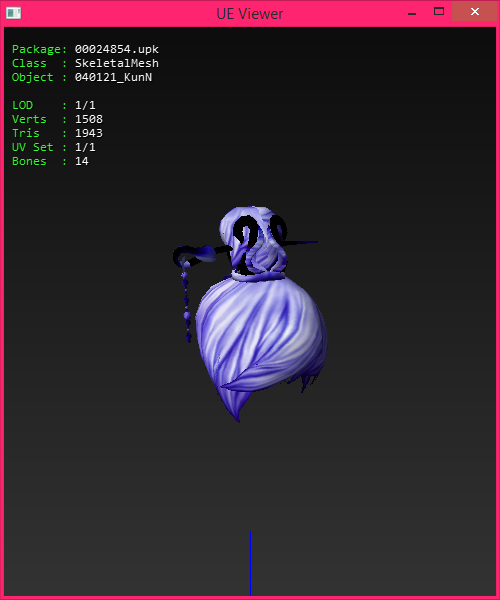 UE Viewer
Package: 00024854.upk
Class : SkeletalMesh
Object : 040121_KunN
LOD : 1/1
Verts : 1508
Tris : 1943
UV Set : 1/1
Bones : 14